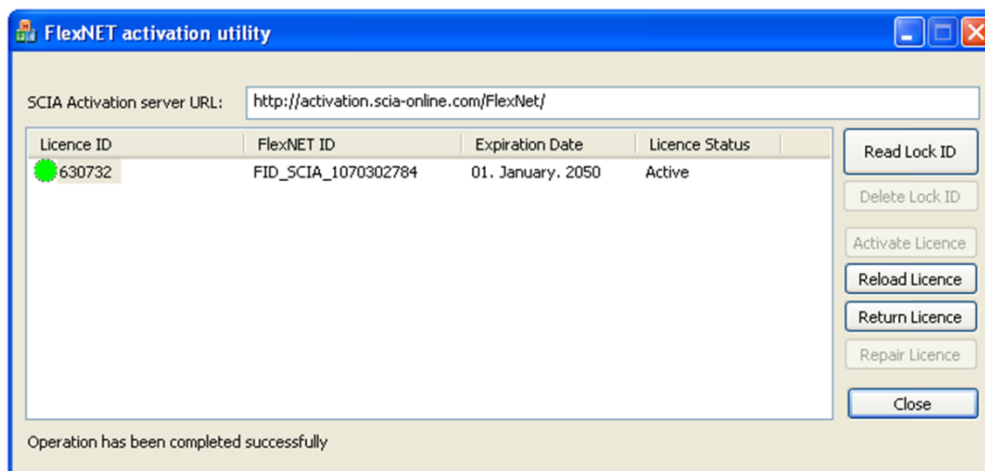 FlexNET activation utility
SCIA Activation server URL: http://activation.scia-online.com/FlexNet/
Licence ID FlexNET ID Expiration Date Licence Status
630732 FID_SCIA_1070302784 01. January. 2050 Active
Read Lock ID
Delete Lock ID
Activate Licence
Reload Licence
Return Licence
Repair Licence
Close
Operation has been completed successfully